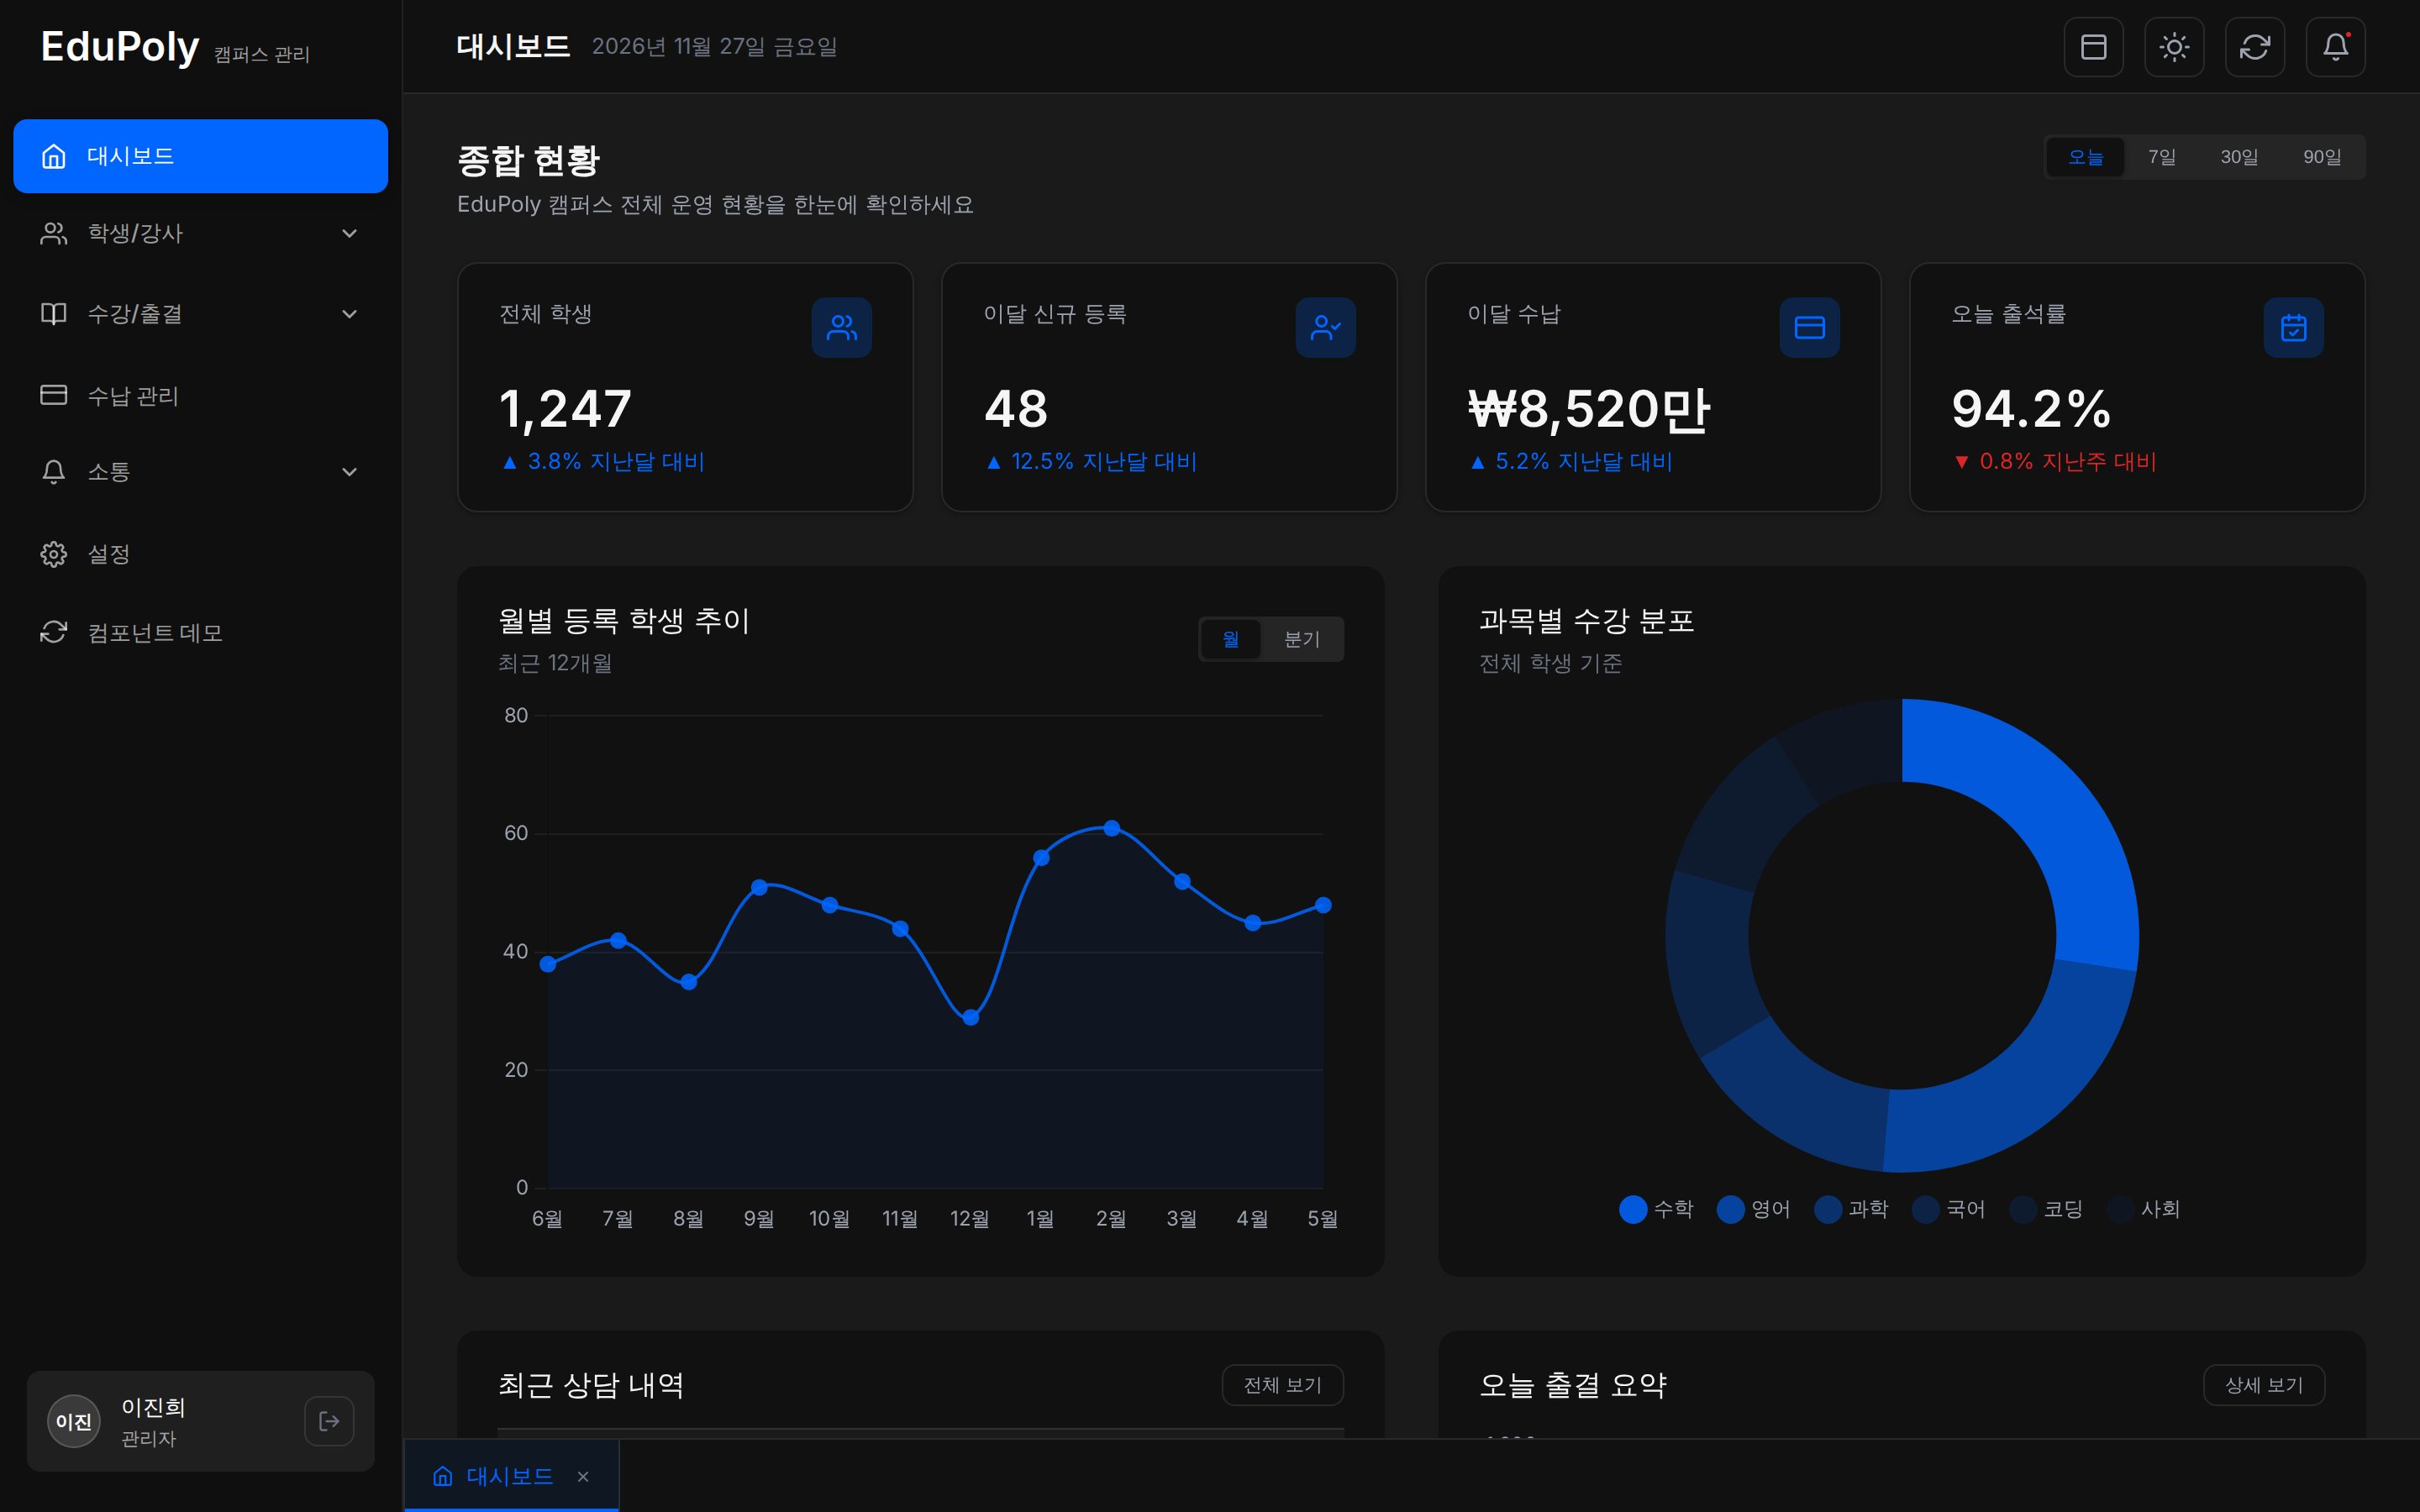 EduPoly 캠퍼스 관리
대시보드
학생/강사
수강/출결
수납 관리
소통
설정
컴포넌트 데모
이진 이진희
관리자
대시보드 2026년 11월 27일 금요일
종합 현황
EduPoly 캠퍼스 전체 운영 현황을 한눈에 확인하세요
오늘 7일 30일 90일
전체 학생
1,247
▲ 3.8% 지난달 대비
이달 신규 등록
48
▲ 12.5% 지난달 대비
이달 수납
₩8,520만
▲ 5.2% 지난달 대비
오늘 출석률
94.2%
▼ 0.8% 지난주 대비
월별 등록 학생 추이
최근 12개월
월 분기
80
60
40
20
0
6월 7월 8월 9월 10월 11월 12월 1월 2월 3월 4월 5월
과목별 수강 분포
전체 학생 기준
수학 영어 과학 국어 코딩 사회
최근 상담 내역 전체 보기
오늘 출결 요약 상세 보기
대시보드 ×